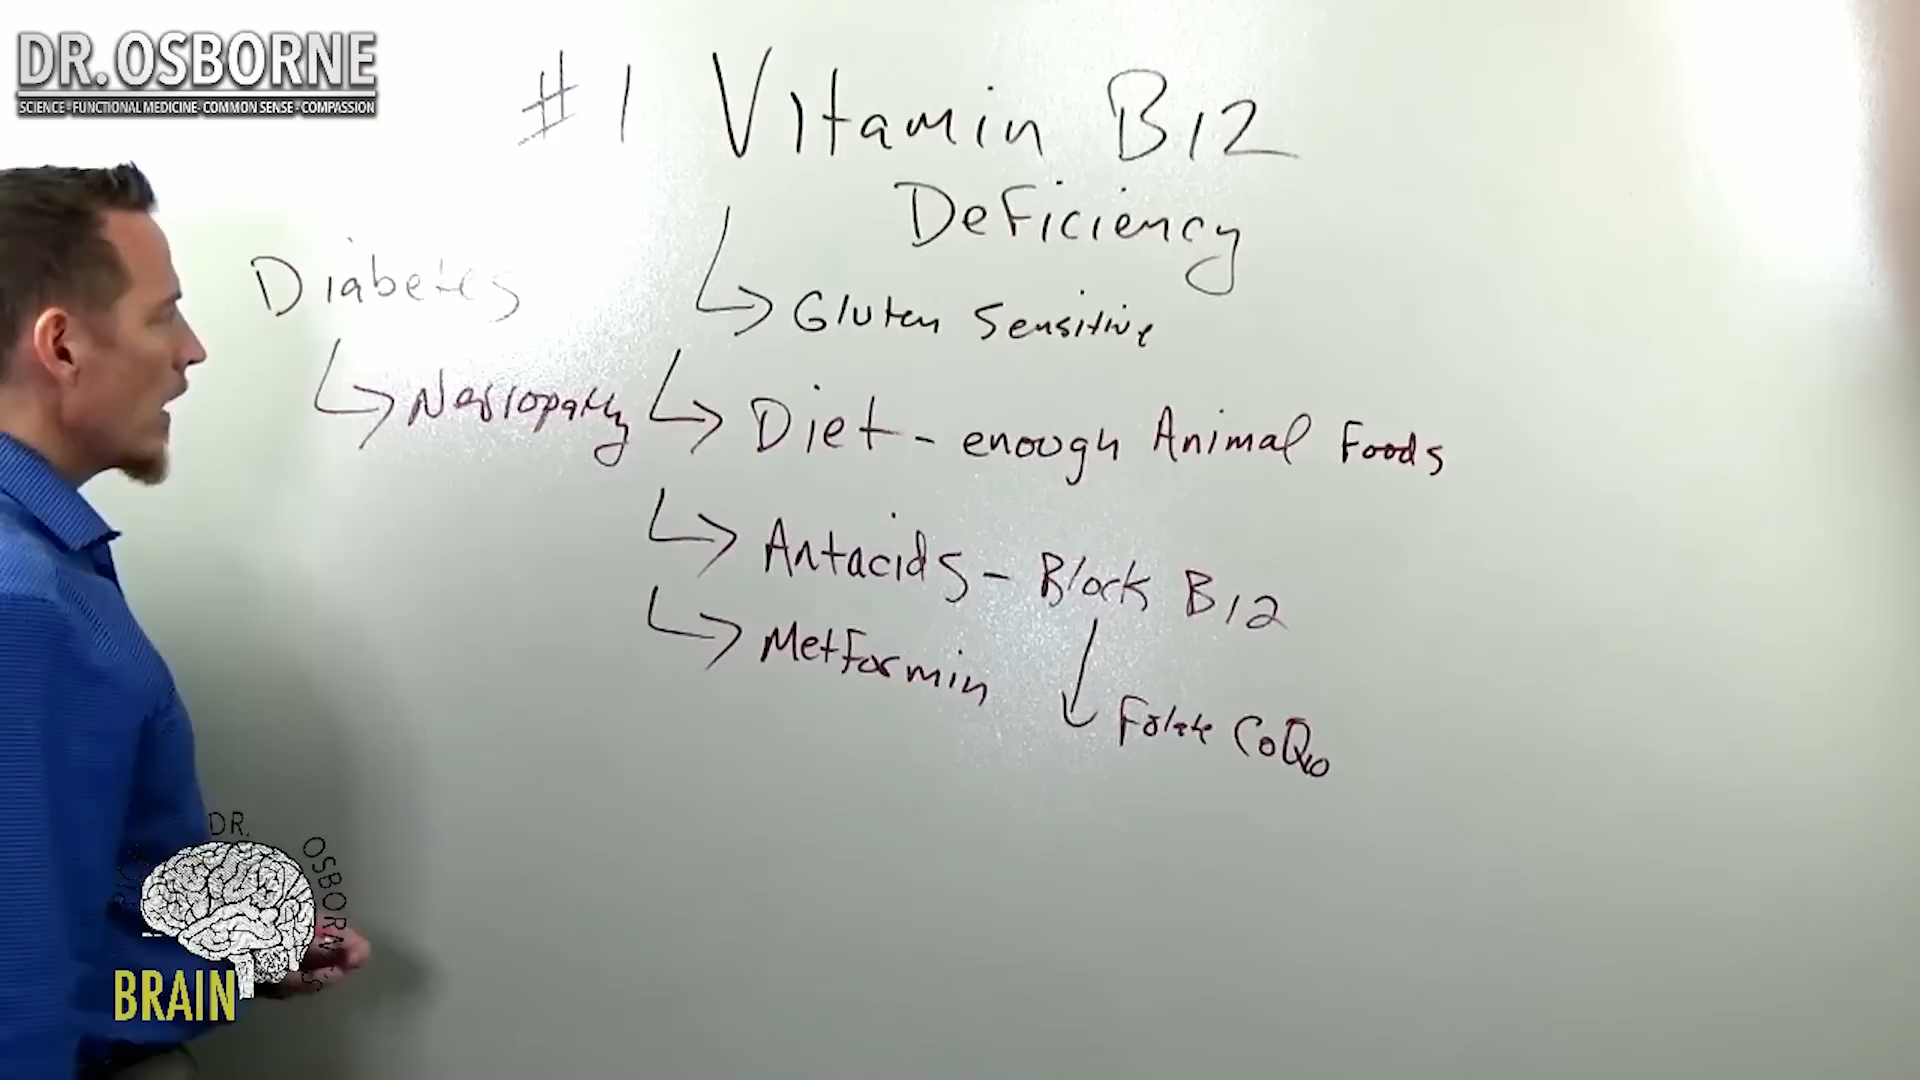 DR. OSBORNE
SCIENCE - FUNCTIONAL MEDICINE - COMMON SENSE - COMPASSION
#1 Vitamin B12
Deficiency
Diabetes
Gluten Sensitive
Neuropathy
Diet - enough Animal Foods
Antacids - Block B12
Metformin
Folate CoQ10
DR. OSBORNE'S
BRAIN